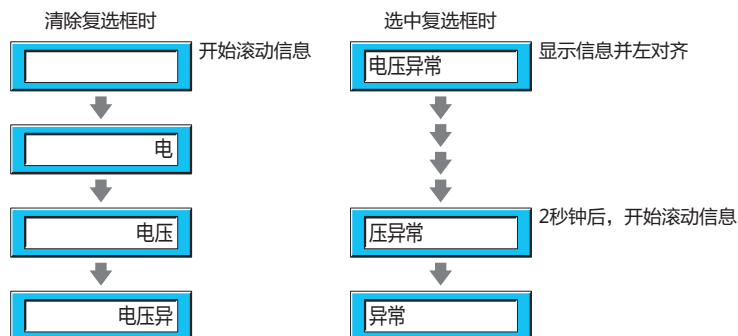 清除复选框时
开始滚动信息
电
电压
电压异
选中复选框时
电压异常
显示信息并左对齐
压异常
2秒钟后，开始滚动信息
异常